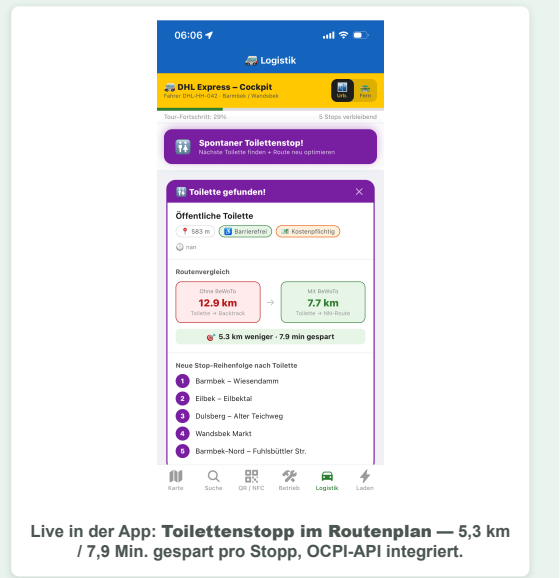 06:06
Logistik
DHL Express – Cockpit
Fahrer DHL-HH-042 · Barmbek / Wandsbek
Urb.
Fern
Tour-Fortschritt: 29%
5 Stops verbleibend
Spontaner Toilettenstop!
Nächste Toilette finden + Route neu optimieren
Toilette gefunden!
Öffentliche Toilette
583 m
Barrierefrei
Kostenpflichtig
nan
Routenvergleich
Ohne BeWoTo
12.9 km
Toilette → Backtrack
→
Mit BeWoTo
7.7 km
Toilette → NN-Route
5.3 km weniger · 7.9 min gespart
Neue Stop-Reihenfolge nach Toilette
1 Barmbek – Wiesendamm
2 Eilbek – Eilbektal
3 Dulsberg – Alter Teichweg
4 Wandsbek Markt
5 Barmbek-Nord – Fuhlsbüttler Str.
Karte
Suche
QR / NFC
Betrieb
Logistik
Laden
Live in der App: Toilettenstopp im Routenplan — 5,3 km
/ 7,9 Min. gespart pro Stopp, OCPI-API integriert.